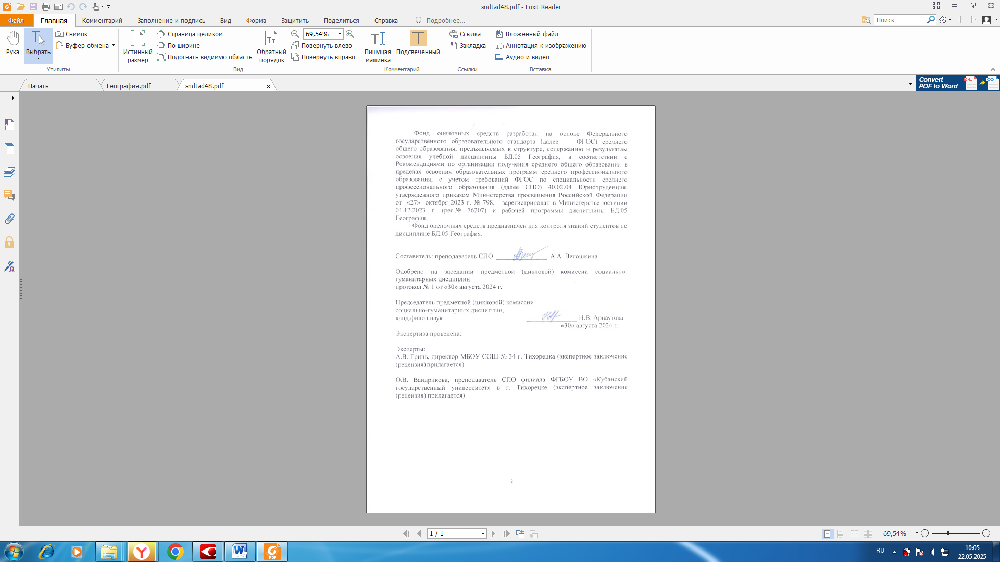 sndtad48.pdf - Foxit Reader
Файл Главная Комментарий Заполнение и подпись Вид Форма Защитить Поделиться Справка Подробнее... Поиск
Рука
Выбрать
Снимок
Буфер обмена
Утилиты
Истинный размер
Страница целиком
По ширине
Подогнать видимую область
Обратный порядок
69,54%
Повернуть влево
Повернуть вправо
Вид
Пишущая машинка
Подсвеченный
Комментарий
Ссылка
Закладка
Ссылки
Вложенный файл
Аннотация к изображению
Аудио и видео
Вставка
Начать География.pdf sndtad48.pdf
Convert
PDF to Word
PDF DOC
Фонд оценочных средств разработан на основе Федерального
государственного образовательного стандарта (далее – ФГОС) среднего
общего образования, предъявляемых к структуре, содержанию и результатам
освоения учебной дисциплины БД.05 География, в соответствии с
Рекомендациями по организации получения среднего общего образования в
пределах освоения образовательных программ среднего профессионального
образования, с учетом требований ФГОС по специальности среднего
профессионального образования (далее СПО) 40.02.04 Юриспруденция,
утвержденного приказом Министерства просвещения Российской Федерации
от «27» октября 2023 г. № 798, зарегистрирован в Министерстве юстиции
01.12.2023 г. (рег.№ 76207) и рабочей программы дисциплины БД.05
География.
Фонд оценочных средств предназначен для контроля знаний студентов по
дисциплине БД.05 География.
Составитель: преподаватель СПО А.А. Ветошкина
Одобрено на заседании предметной (цикловой) комиссии социально-
гуманитарных дисциплин
протокол № 1 от «30» августа 2024 г.
Председатель предметной (цикловой) комиссии
социально-гуманитарных дисциплин,
канд.филол.наук Н.В. Арнаутова
«30» августа 2024 г.
Экспертиза проведена:
Эксперты:
А.В. Гринь, директор МБОУ СОШ № 34 г. Тихорецка (экспертное заключение
(рецензия) прилагается)
О.В. Вандрикова, преподаватель СПО филиала ФГБОУ ВО «Кубанский
государственный университет» в г. Тихорецке (экспертное заключение
(рецензия) прилагается)
2
1 / 1
69,54%
RU
10:05
22.05.2025